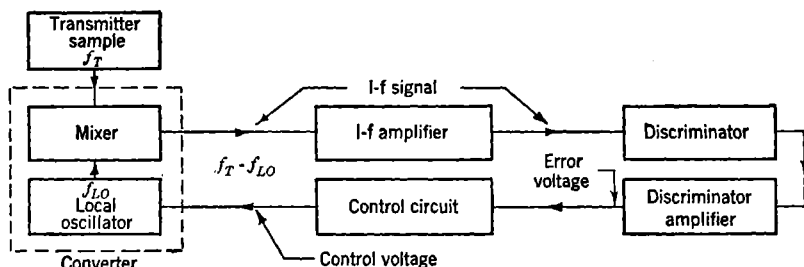 Transmitter
sample
f_T
I-f signal
Mixer
I-f amplifier
Discriminator
f_T - f_LO
Error
voltage
f_LO
Local
oscillator
Control circuit
Discriminator
amplifier
Control voltage
Converter